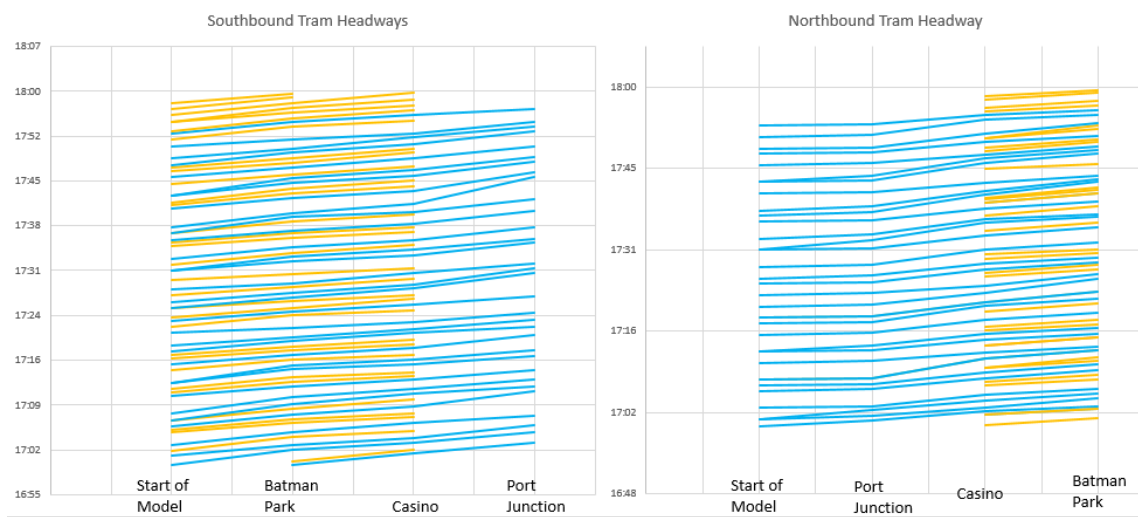 Southbound Tram Headways
18:07
18:00
17:52
17:45
17:38
17:31
17:24
17:16
17:09
17:02
16:55
Start of Model
Batman Park
Casino
Port Junction
Northbound Tram Headway
18:00
17:45
17:31
17:16
17:02
16:48
Start of Model
Port Junction
Casino
Batman Park